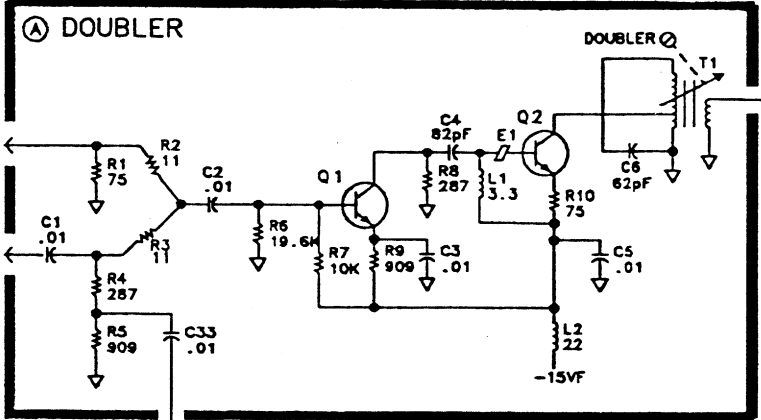 A DOUBLER
DOUBLER
T1
C4
82pF
Q2
E1
R2
11
C2
.01
Q1
R1
75
R8
287
L1
3.3
C6
62pF
R10
75
C1
.01
R3
11
R6
19.6K
R7
10K
R9
909
C3
.01
C5
.01
R4
287
R5
909
C33
.01
L2
22
-15VF